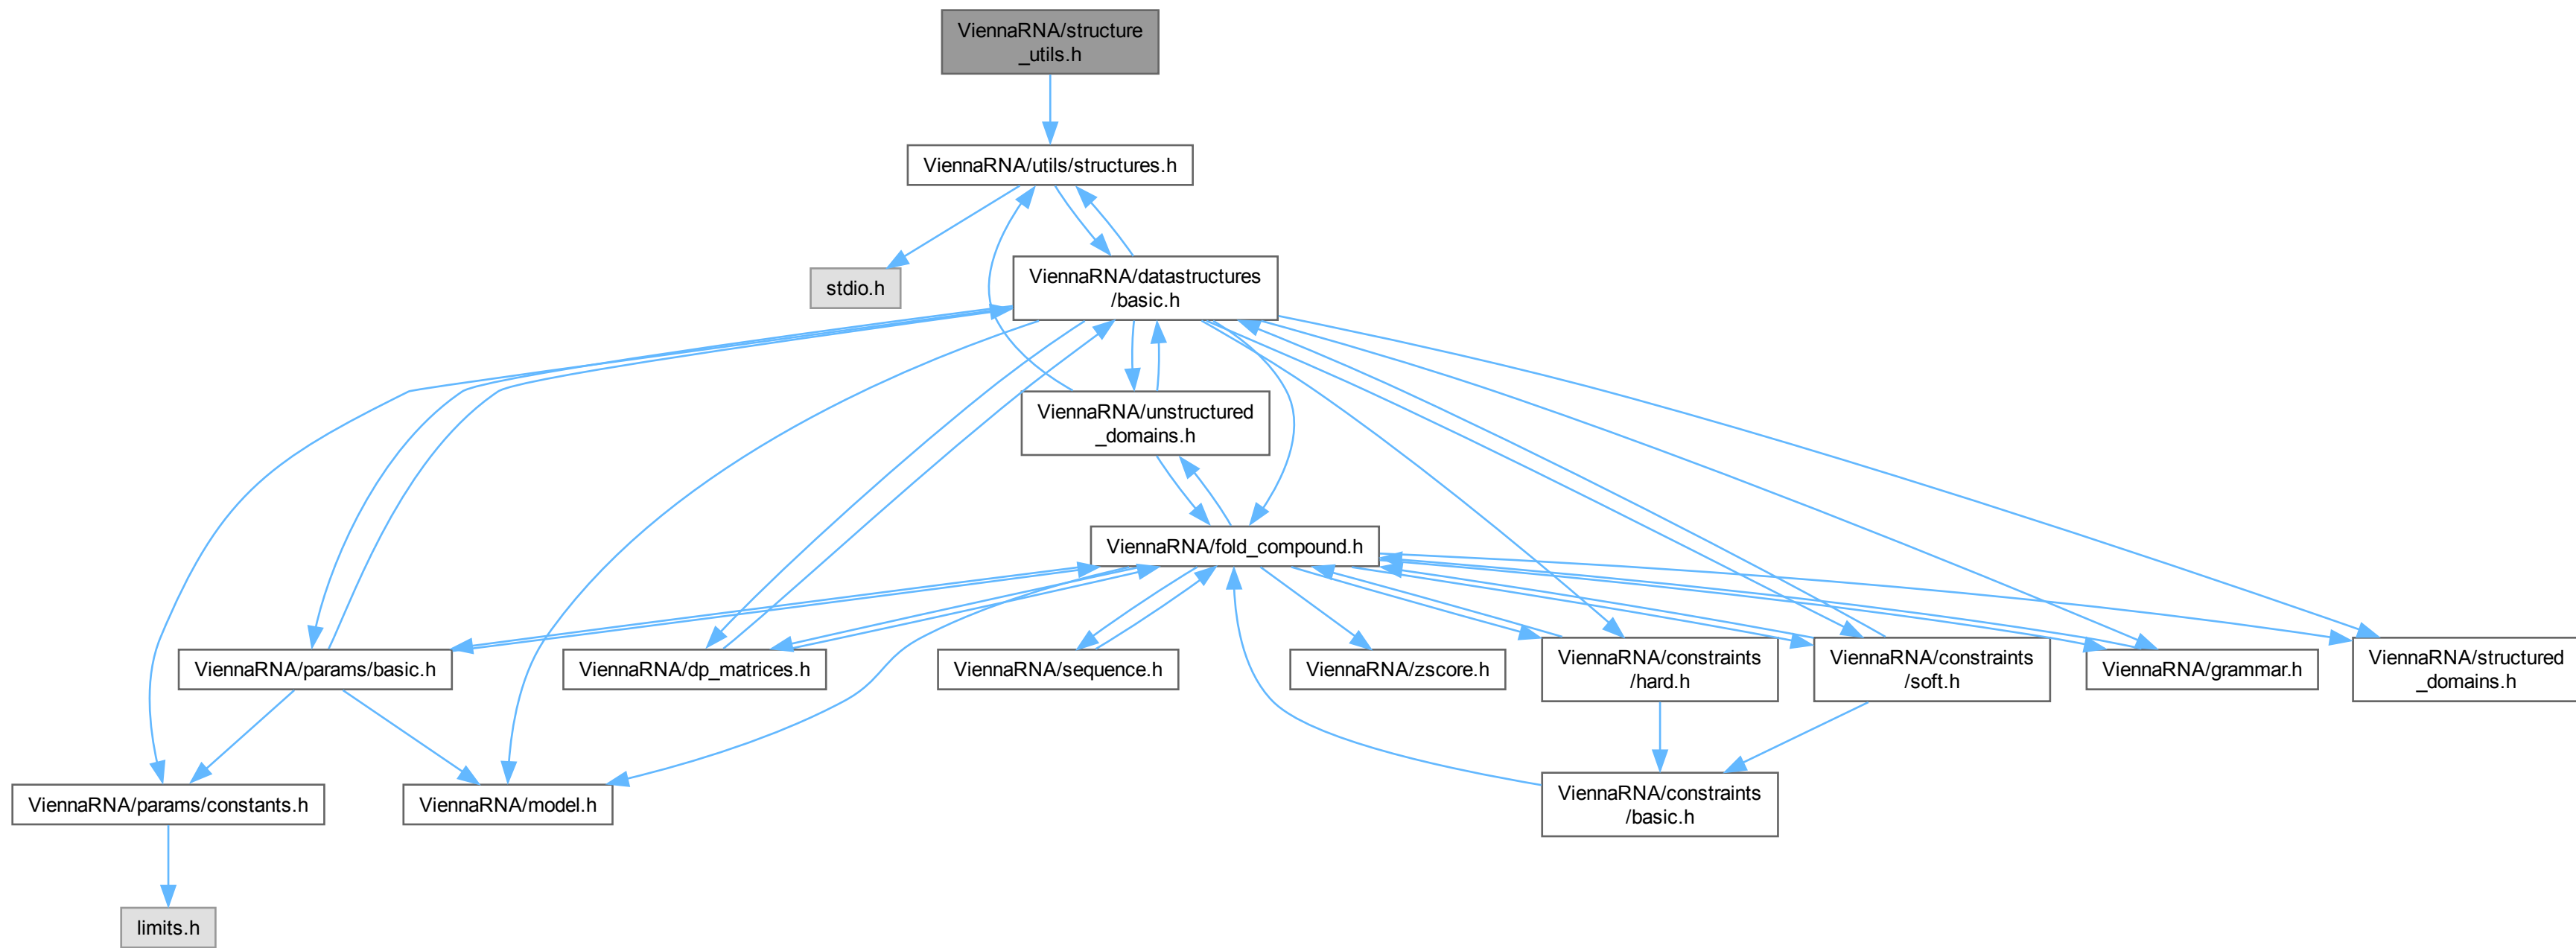 ViennaRNA/structure
_utils.h
ViennaRNA/utils/structures.h
stdio.h
ViennaRNA/datastructures
/basic.h
ViennaRNA/unstructured
_domains.h
ViennaRNA/fold_compound.h
ViennaRNA/params/basic.h
ViennaRNA/dp_matrices.h
ViennaRNA/sequence.h
ViennaRNA/zscore.h
ViennaRNA/constraints
/hard.h
ViennaRNA/constraints
/soft.h
ViennaRNA/grammar.h
ViennaRNA/structured
_domains.h
ViennaRNA/params/constants.h
ViennaRNA/model.h
ViennaRNA/constraints
/basic.h
limits.h